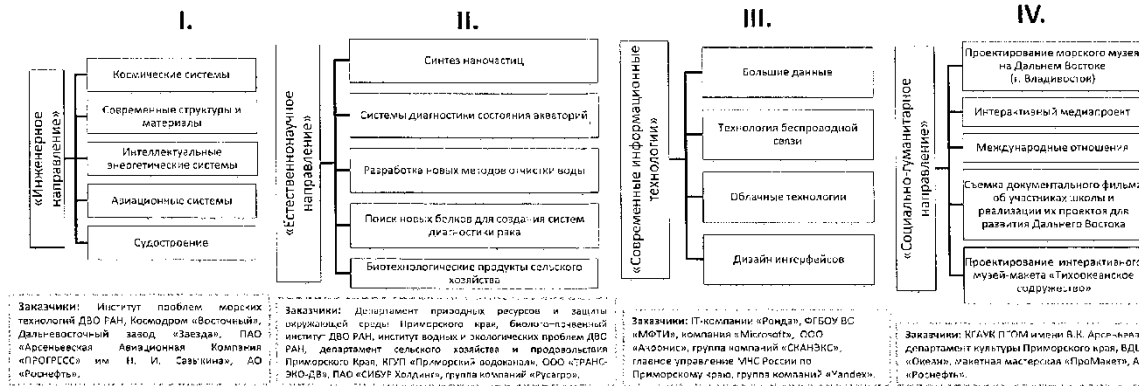 I.
«Инженерное
направление»
Космические системы
Современные структуры и
материалы
Интеллектуальные
энергетические системы
Авиационные системы
Судостроение
Заказчики: Институт проблем морских
технологий ДВО РАН, Космодром «Восточный»,
Дальневосточный завод «Звезда», ПАО
«Арсеньевская Авиационная Компания
«ПРОГРЕСС» им Н. И. Сазыкина», АО
«Роснефть».
II.
«Естественнонаучное
направление»
Синтез наночастиц
Системы диагностики состояния акваторий
Разработка новых методов отчистки воды
Поиск новых белков для создания систем
диагностики рака
Биотехнологические продукты сельского
хозяйства
Заказчики: Департамент природных ресурсов и защиты
окружающей среды Приморского края, биолого-почвенный
институт ДВО РАН, институт водных и экологических проблем ДВО
РАН, департамент сельского хозяйства и продовольствия
Приморского Края, КГУП «Приморский водоканал», ООО «ТРАНС-
ЭКО-ДВ», ПАО «СИБУР Холдинг», группа компаний «Русагро».
III.
«Современные информационные
технологии»
Большие данные
Технология беспроводной
связи
Облачные технологии
Дизайн интерфейсов
Заказчики: IT-компании «Ронда», ФГБОУ ВС
«МФТИ», компания «Microsoft», ООО
группа компаний «СКАНЭКС»,
главное управление МЧС России по
Приморскому краю, группа компаний «Yandex».
IV.
«Социально-гуманитарное
направление»
Проектирование морского музея
на Дальнем Востоке
(г. Владивосток)
Интерактивный медиапроект
Международные отношения
Съемка документального фильма
об участниках школы и
реализации их проектов для
развития Дальнего Востока
Проектирование интерактивного
музей-макета «Тихоокеанское
содружество»
Заказчики: КГАУК ПГОМ имени В.К. Арсеньева,
департамент культуры Приморского края, ВДЦ
«Океан», макетная мастерская «ПроМакет», АО
«Роснефть».